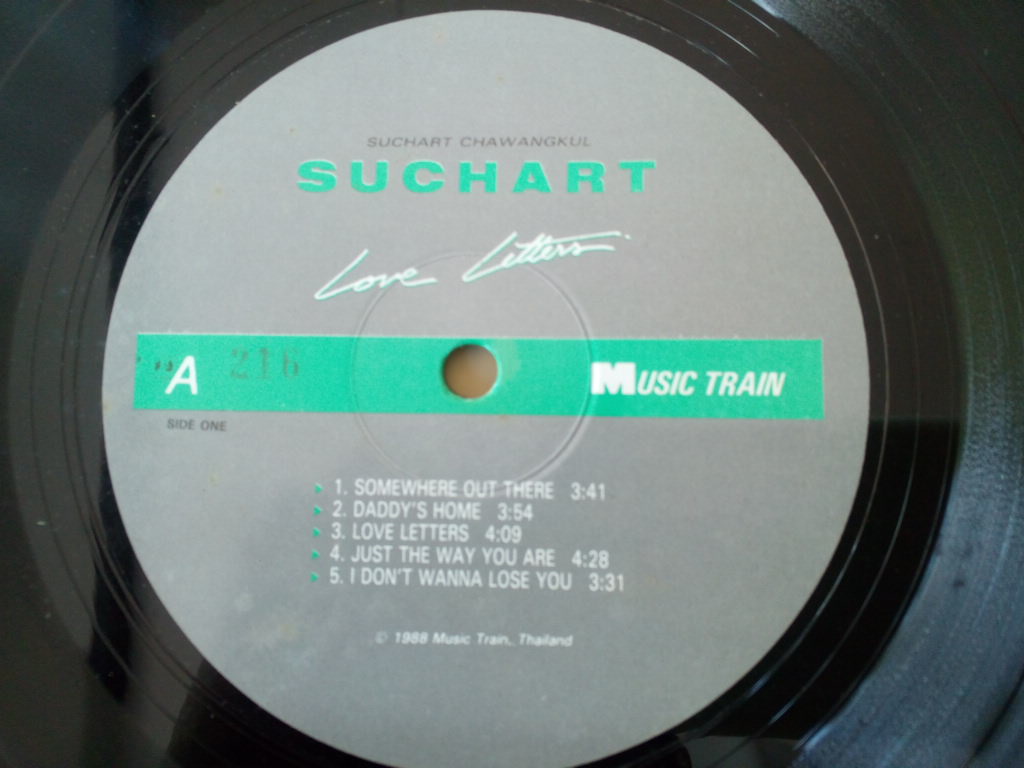 SUCHART CHAWANGKUL
SUCHART
Love Letters
A 216 MUSIC TRAIN
SIDE ONE
1. SOMEWHERE OUT THERE 3:41
2. DADDY'S HOME 3:54
3. LOVE LETTERS 4:09
4. JUST THE WAY YOU ARE 4:28
5. I DON'T WANNA LOSE YOU 3:31
© 1988 Music Train., Thailand